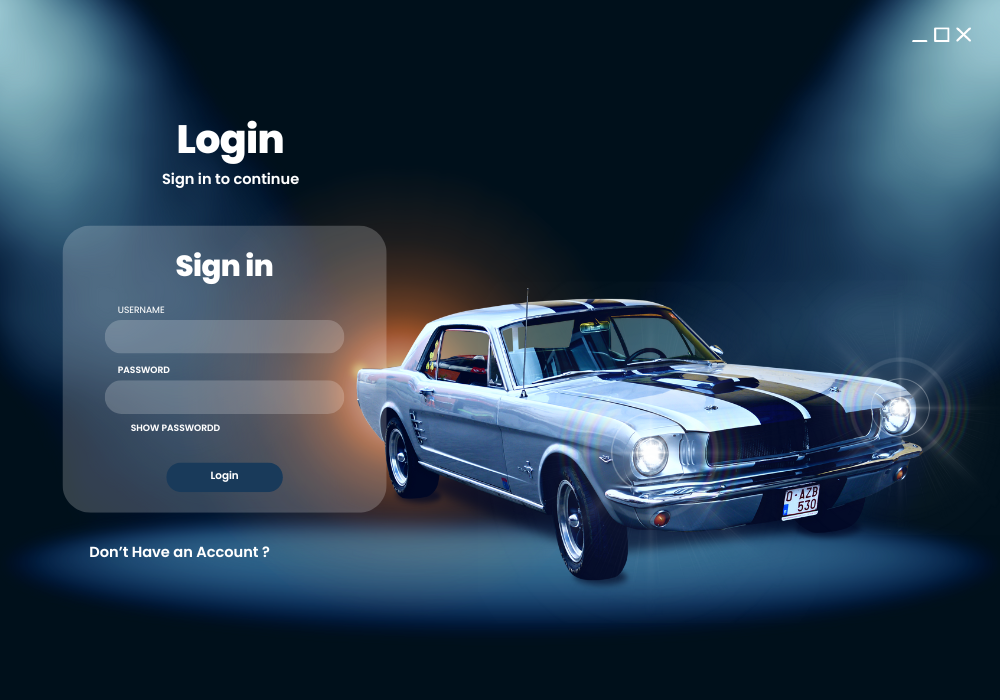 Login
Sign in to continue
Sign in
USERNAME
PASSWORD
SHOW PASSWORDD
Login
Don’t Have an Account ?
O-AZB
530